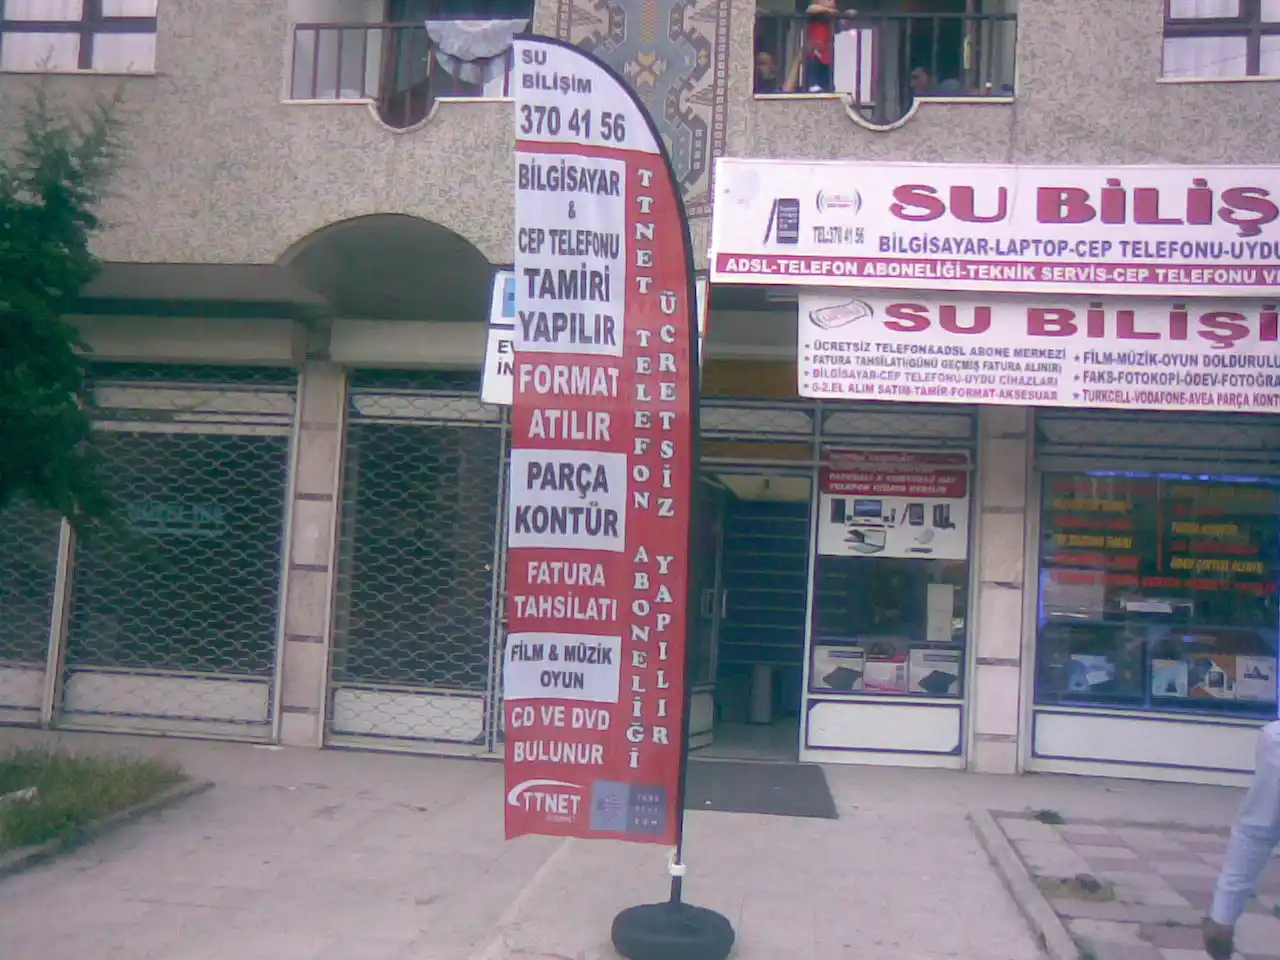 SU
BİLİŞİM
370 41 56
BİLGİSAYAR
&
CEP TELEFONU
TAMİRİ
YAPILIR
FORMAT
ATILIR
PARÇA
KONTÜR
FATURA
TAHSİLATI
FİLM & MÜZİK
OYUN
CD VE DVD
BULUNUR
TTNET
TTNET TELEFON ABONELİĞİ
ÜCRETSİZ YAPILIR
EV
İN
SU BİLİŞ
TEL:370 41 56
BİLGİSAYAR-LAPTOP-CEP TELEFONU-UYDU
ADSL-TELEFON ABONELİĞİ-TEKNİK SERVİS-CEP TELEFONU V
SU BİLİŞİ
* ÜCRETSİZ TELEFON&ADSL ABONE MERKEZİ
* FATURA TAHSİLATI(GÜNÜ GEÇMİŞ FATURA ALINIR)
* BİLGİSAYAR-CEP TELEFONU-UYDU CİHAZLARI
* 0-2.EL ALIM SATIM-TAMİR-FORMAT-AKSESUAR
* FİLM-MÜZİK-OYUN DOLDURUL
* FAKS-FOTOKOPİ-ÖDEV-FOTOĞRA
* TURKCELL-VODAFONE-AVEA PARÇA KONT